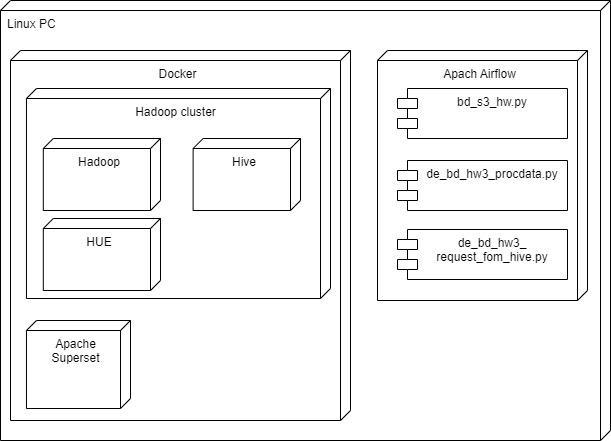 Linux PC
Docker
Hadoop cluster
Hadoop
Hive
HUE
Apache
Superset
Apach Airflow
bd_s3_hw.py
de_bd_hw3_procdata.py
de_bd_hw3_
request_fom_hive.py